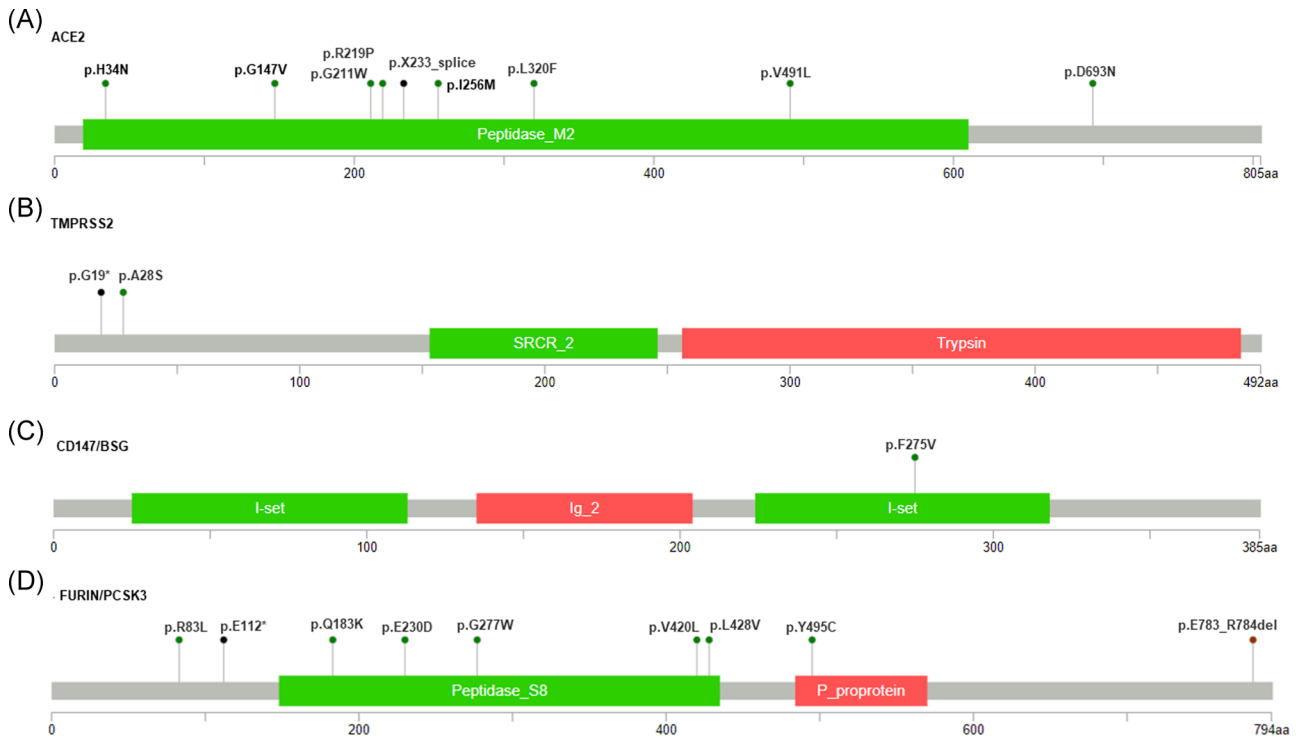 (A)
ACE2
p.H34N p.G147V p.R219P p.G211W p.X233_splice p.I256M p.L320F p.V491L p.D693N
Peptidase_M2
0 200 400 600 805aa
(B)
TMPRSS2
p.G19* p.A28S
SRCR_2 Trypsin
0 100 200 300 400 492aa
(C)
CD147/BSG
p.F275V
I-set Ig_2 I-set
0 100 200 300 385aa
(D)
FURIN/PCSK3
p.R83L p.E112* p.Q183K p.E230D p.G277W p.V420L p.L428V p.Y495C p.E783_R784del
Peptidase_S8 P_proprotein
0 200 400 600 794aa